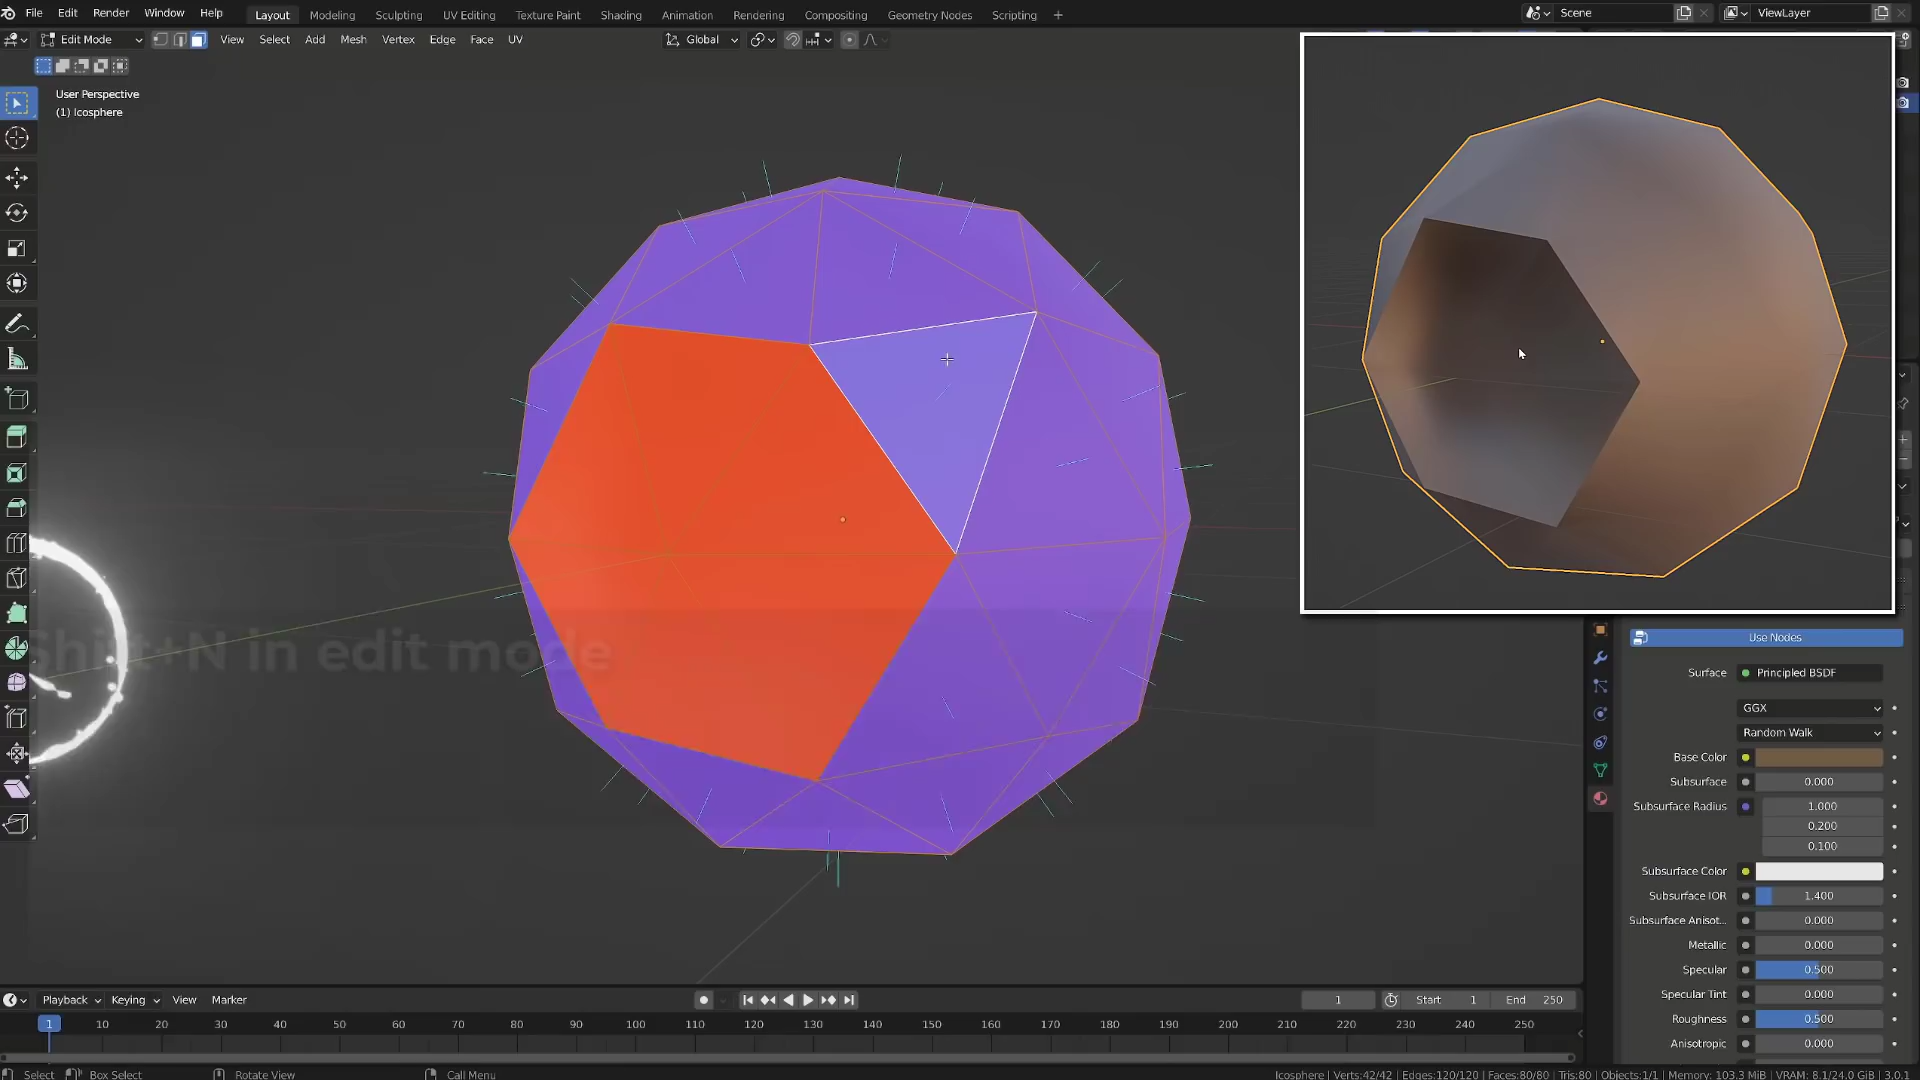 File Edit Render Window Help Layout Modeling Sculpting UV Editing Texture Paint Shading Animation Rendering Compositing Geometry Nodes Scripting + Scene ViewLayer
Edit Mode View Select Add Mesh Vertex Edge Face UV Global
User Perspective
(1) Icosphere
Shift+N in edit mode
Use Nodes
Surface Principled BSDF
GGX
Random Walk
Base Color
Subsurface 0.000
Subsurface Radius 1.000
0.200
0.100
Subsurface Color
Subsurface IOR 1.400
Subsurface Anisot... 0.000
Metallic 0.000
Specular 0.500
Specular Tint 0.000
Roughness 0.500
Anisotropic 0.000
Playback Keying View Marker 1 Start 1 End 250
1 10 20 30 40 50 60 70 80 90 100 110 120 130 140 150 160 170 180 190 200 210 220 230 240 250
Select Box Select Rotate View Call Menu Icosphere | Verts:42/42 | Edges:120/120 | Faces:80/80 | Tris:80 | Objects:1/1 | Memory: 103.3 MiB | VRAM: 8.1/24.0 GiB | 3.0.1